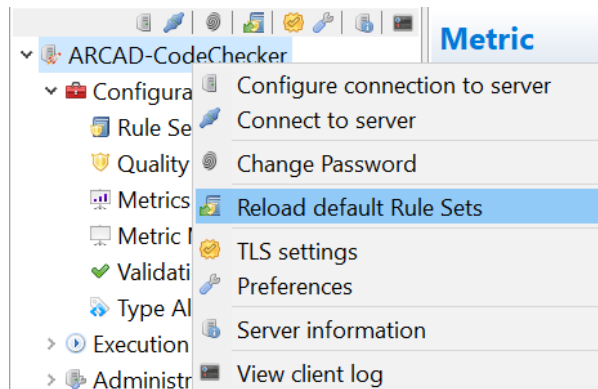 Metric
ARCAD-CodeChecker
Configura
Rule Se
Quality
Metrics
Metric
Validati
Type Al
Execution
Administr
Configure connection to server
Connect to server
Change Password
Reload default Rule Sets
TLS settings
Preferences
Server information
View client log